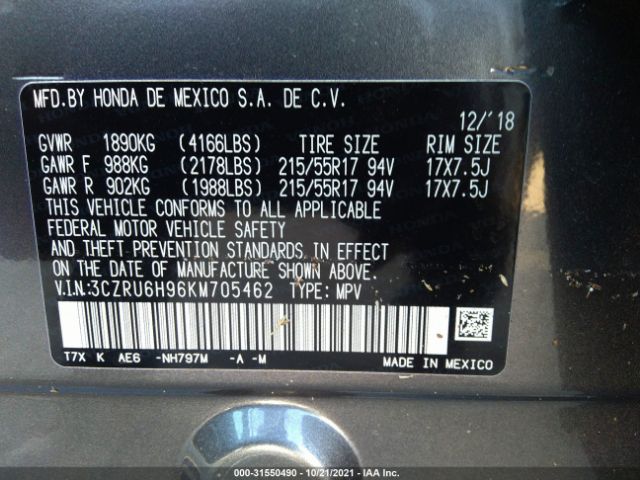 MFD.BY HONDA DE MEXICO S.A. DE C.V.
12/'18
GVWR 1890KG (4166LBS) TIRE SIZE RIM SIZE
GAWR F 988KG (2178LBS) 215/55R17 94V 17X7.5J
GAWR R 902KG (1988LBS) 215/55R17 94V 17X7.5J
THIS VEHICLE CONFORMS TO ALL APPLICABLE
FEDERAL MOTOR VEHICLE SAFETY
AND THEFT PREVENTION STANDARDS IN EFFECT
ON THE DATE OF MANUFACTURE SHOWN ABOVE.
V.I.N:3CZRU6H96KM705462 TYPE: MPV
T7X K AE6 -NH797M -A -M
MADE IN MEXICO
000-31550490 - 10/21/2021 - IAA Inc.